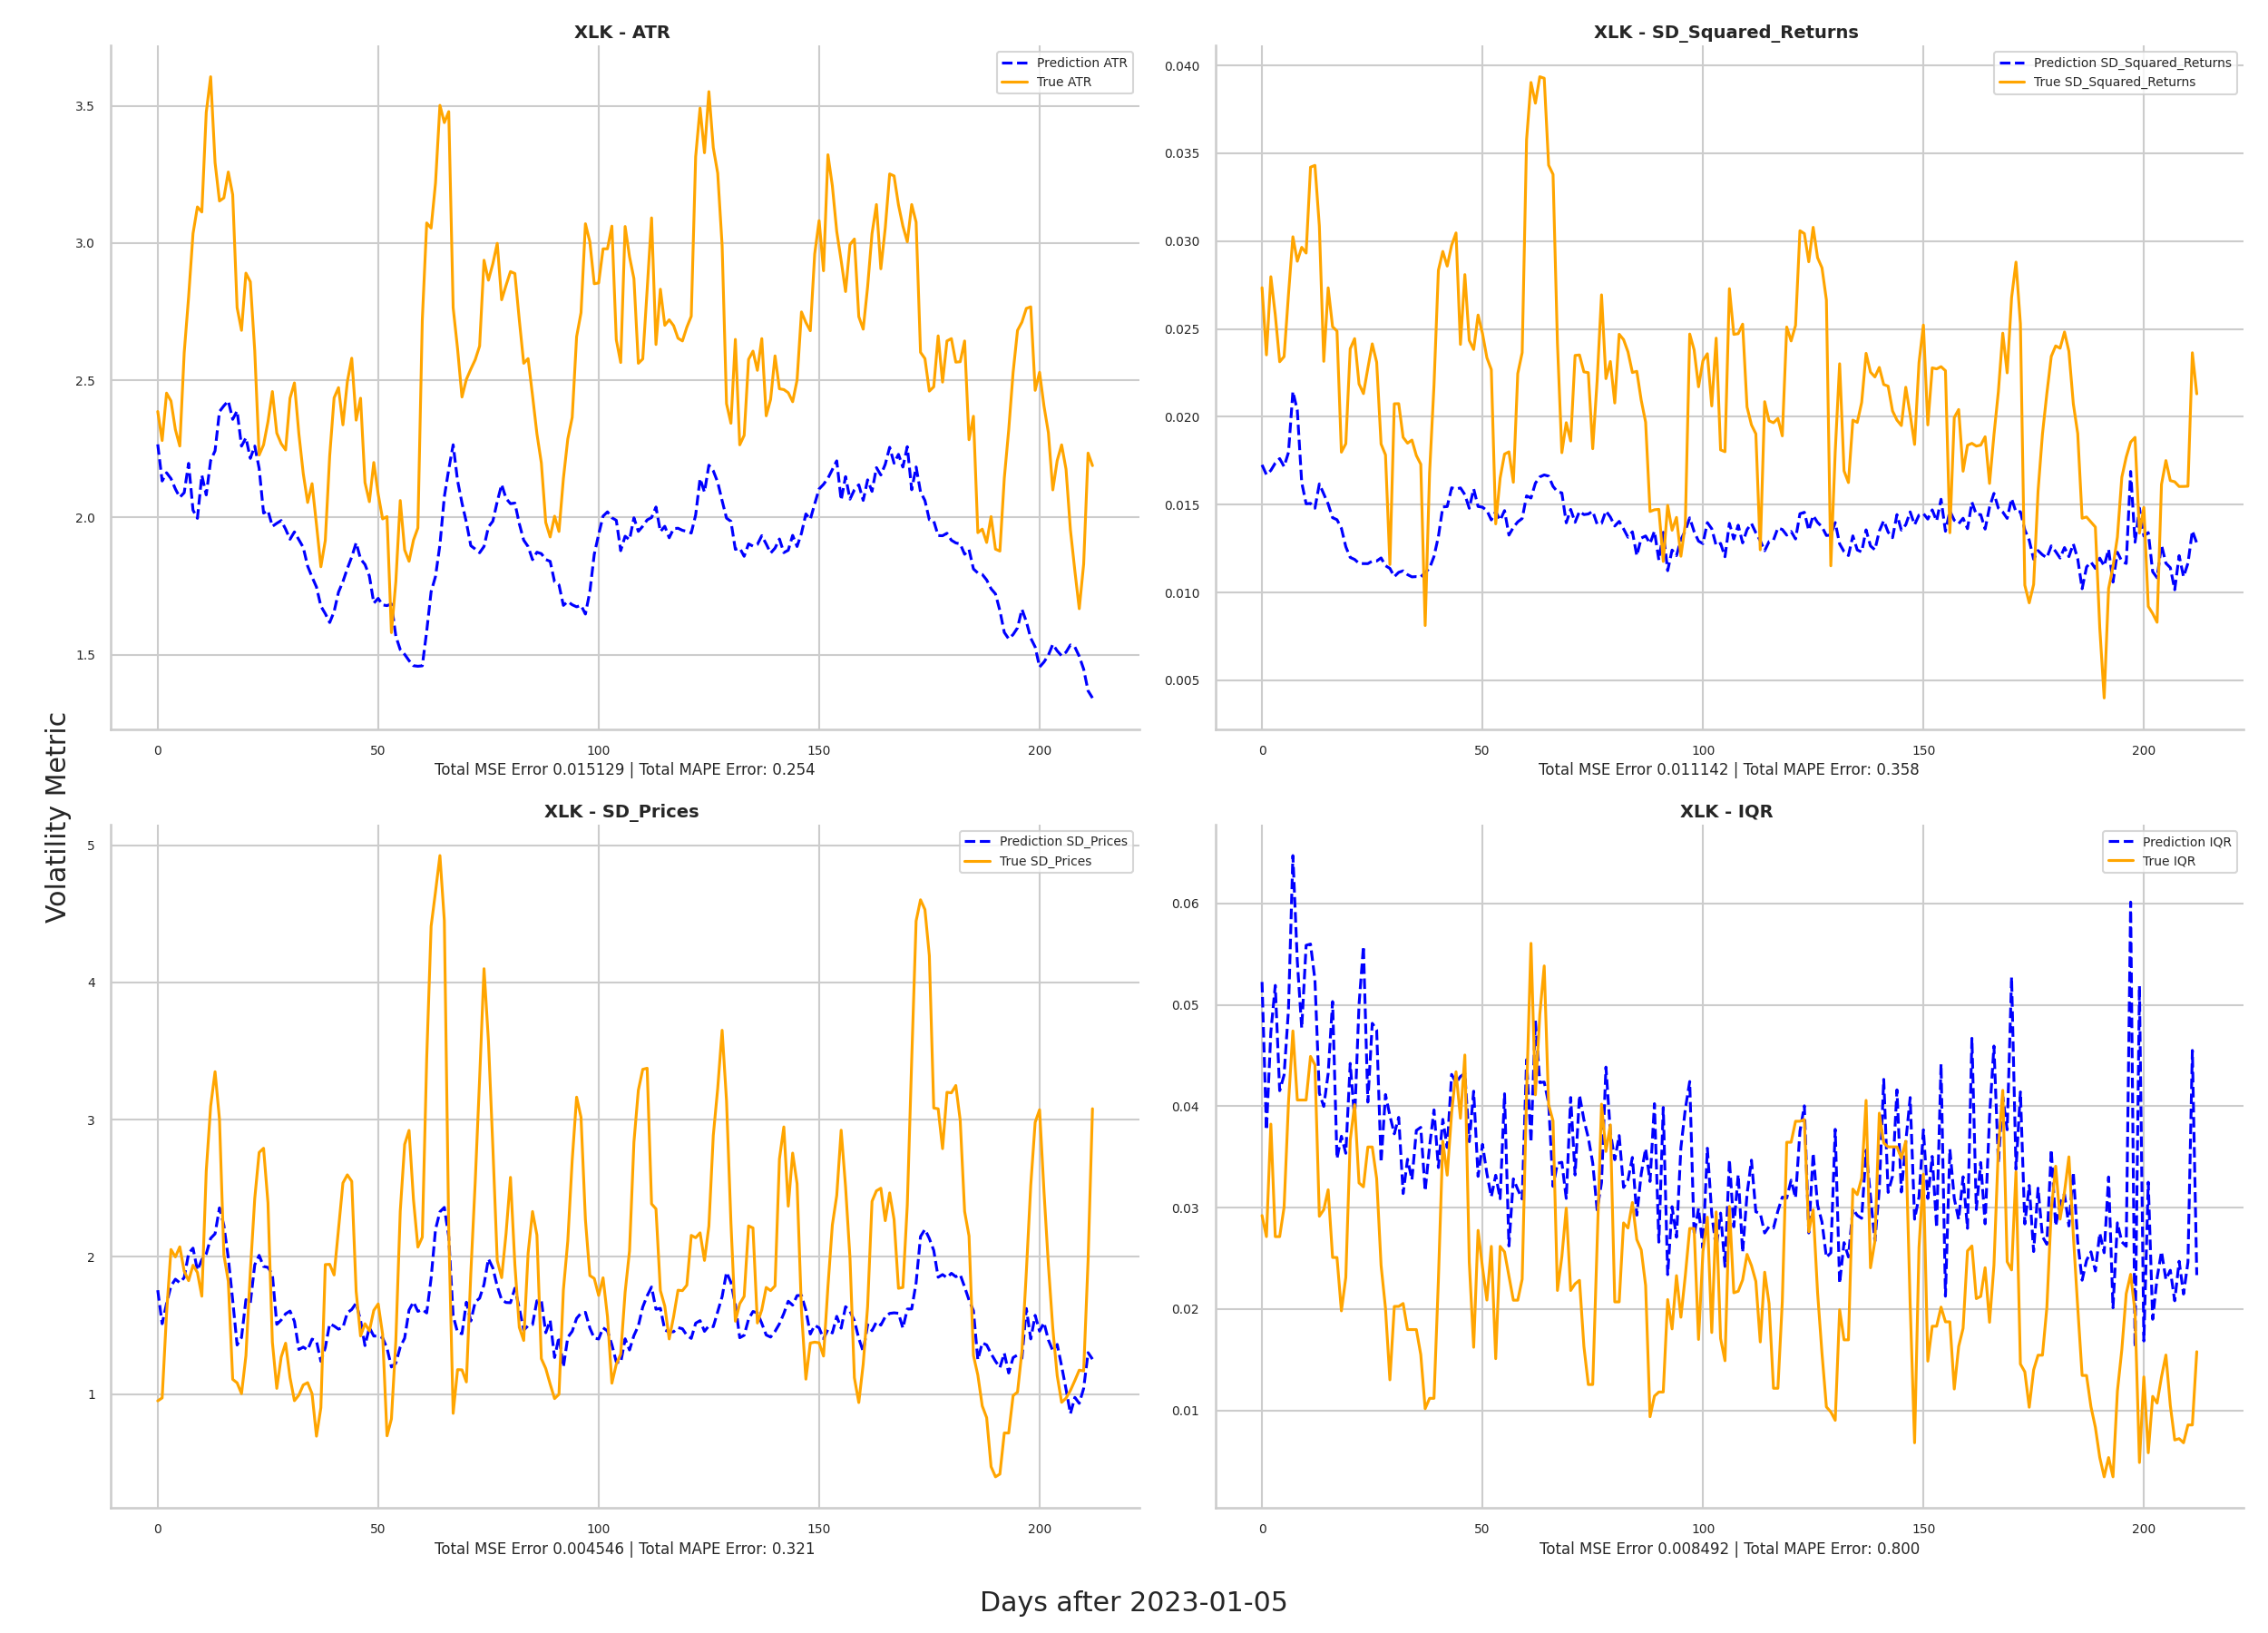 XLK - ATR
Prediction ATR
True ATR
3.5
3.0
2.5
2.0
1.5
0 50 100 150 200
Total MSE Error 0.015129 | Total MAPE Error: 0.254
XLK - SD_Squared_Returns
Prediction SD_Squared_Returns
True SD_Squared_Returns
0.040
0.035
0.030
0.025
0.020
0.015
0.010
0.005
0 50 100 150 200
Total MSE Error 0.011142 | Total MAPE Error: 0.358
Volatility Metric
XLK - SD_Prices
Prediction SD_Prices
True SD_Prices
5
4
3
2
1
0 50 100 150 200
Total MSE Error 0.004546 | Total MAPE Error: 0.321
XLK - IQR
Prediction IQR
True IQR
0.06
0.05
0.04
0.03
0.02
0.01
0 50 100 150 200
Total MSE Error 0.008492 | Total MAPE Error: 0.800
Days after 2023-01-05